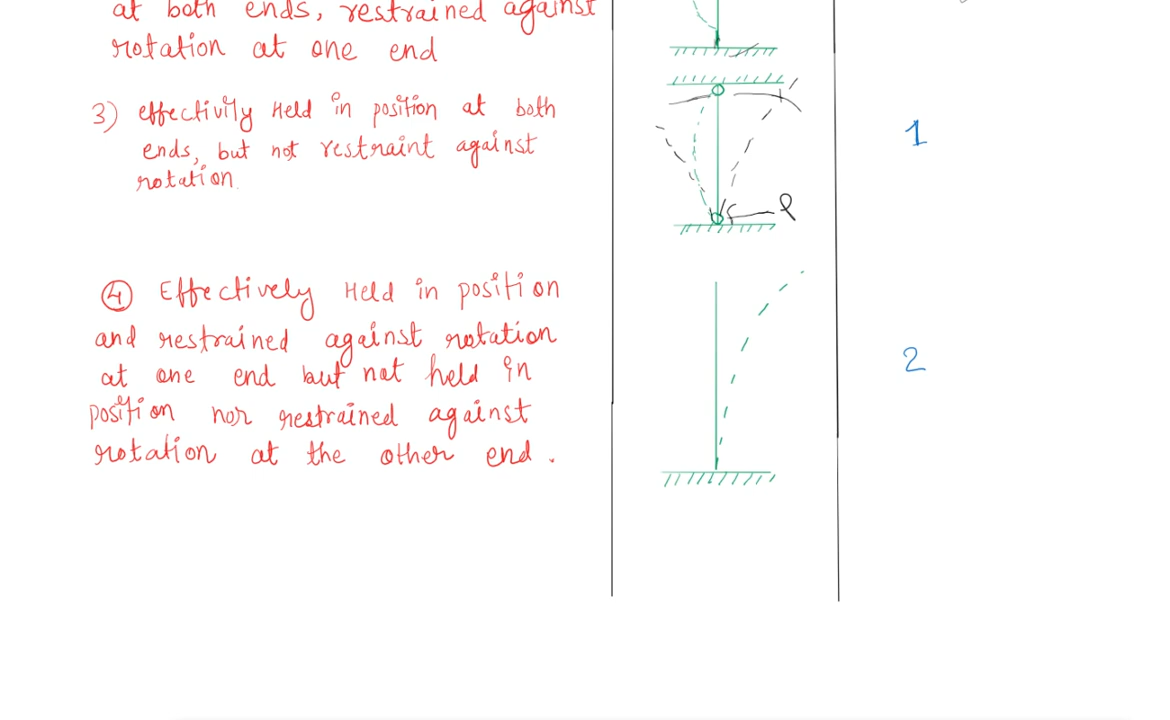 at both ends, restrained against
rotation at one end
3) effectivily Held in position at both
ends, but not restraint against
rotation.
1
④ Effectively Held in position
and restrained against rotation
at one end but not held in
position nor restrained against
rotation at the other end.
2